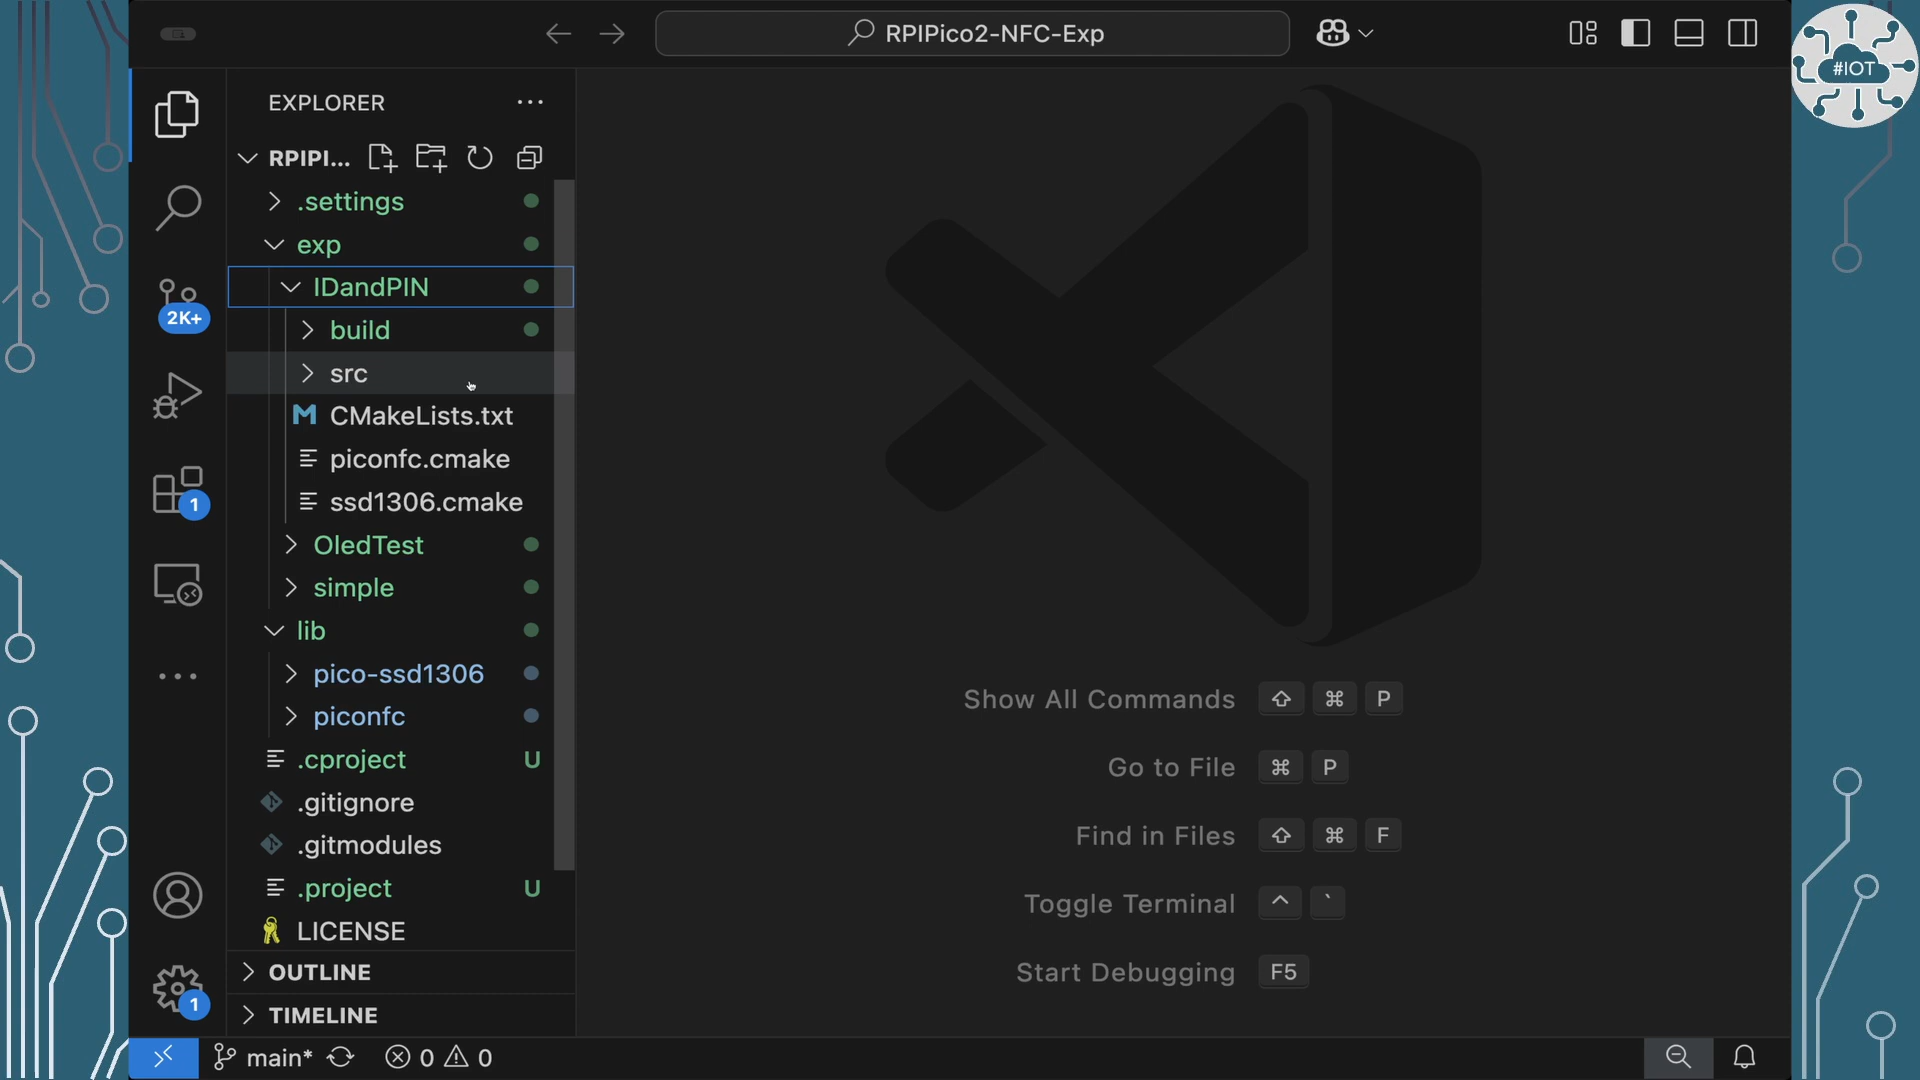 RPIPico2-NFC-Exp
#IOT
EXPLORER
RPIPI...
.settings
exp
IDandPIN
build
2K+
src
CMakeLists.txt
piconfc.cmake
ssd1306.cmake
1
OledTest
simple
lib
pico-ssd1306
piconfc
.cproject U
.gitignore
.gitmodules
.project U
LICENSE
OUTLINE
1
TIMELINE
Show All Commands ⇧ ⌘ P
Go to File ⌘ P
Find in Files ⇧ ⌘ F
Toggle Terminal ^ `
Start Debugging F5
main* 0 0